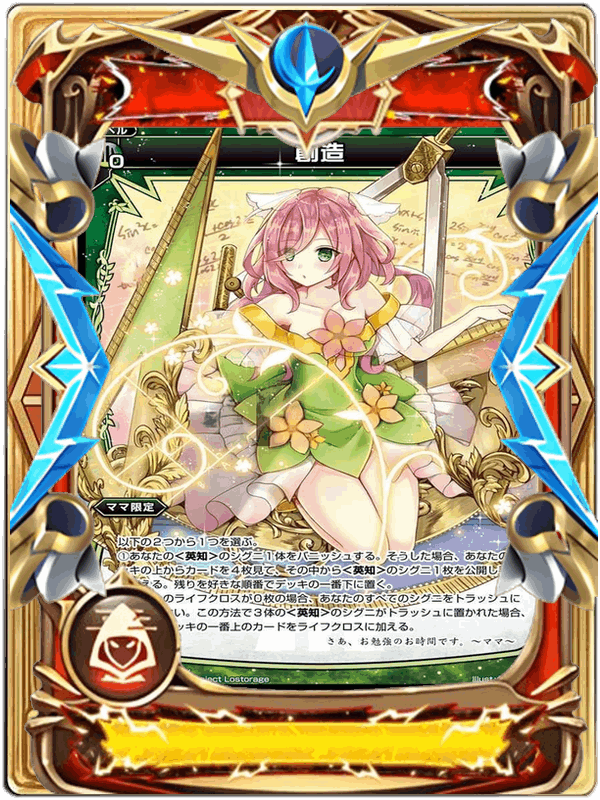 ベル
0
創造
ママ限定
以下の2つから1つを選ぶ。
①あなたの<英知>のシグニ1体をバニッシュする。そうした場合、あなたの
キの上からカードを4枚見て、その中から<英知>のシグニ1枚を公開し
える。残りを好きな順番でデッキの一番下に置く。
のライフクロスが0枚の場合、あなたのすべてのシグニをトラッシュに
い。この方法で3体の<英知>のシグニがトラッシュに置かれた場合、
ッキの一番上のカードをライフクロスに加える。
さあ、お勉強のお時間です。~ママ~
ject Lostorage
Illust